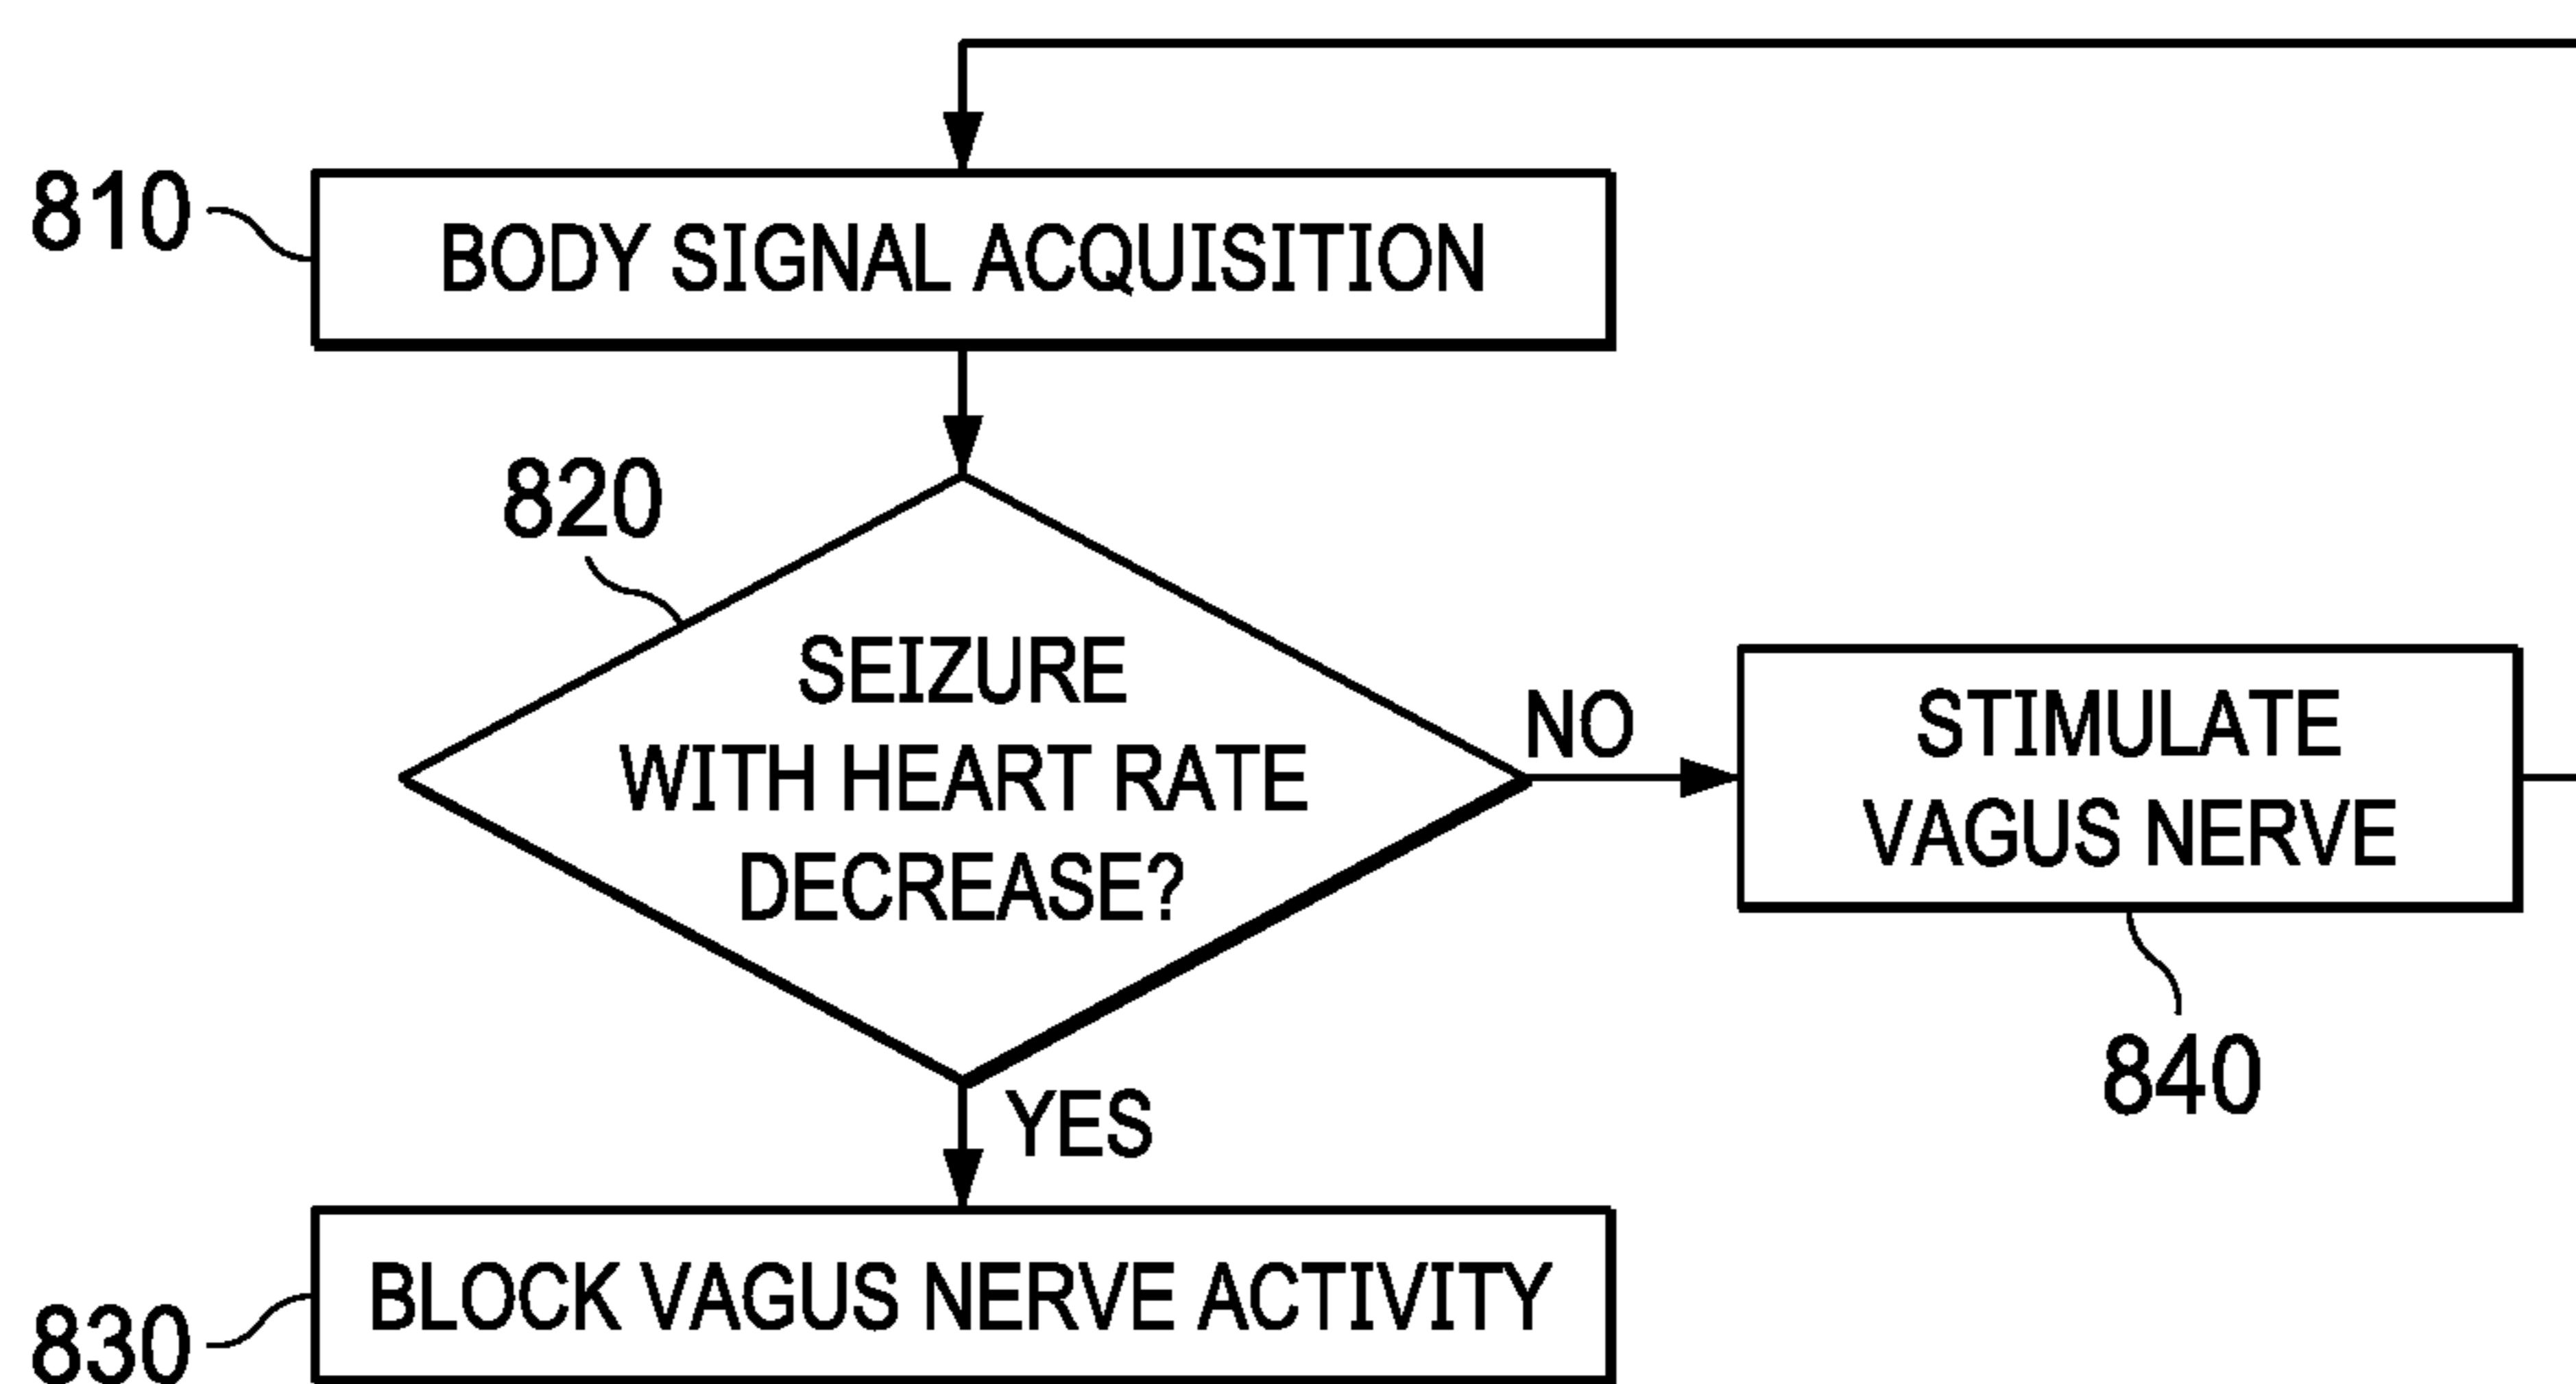 810
BODY SIGNAL ACQUISITION
820
SEIZURE
WITH HEART RATE
DECREASE?
NO
STIMULATE
VAGUS NERVE
840
YES
830
BLOCK VAGUS NERVE ACTIVITY